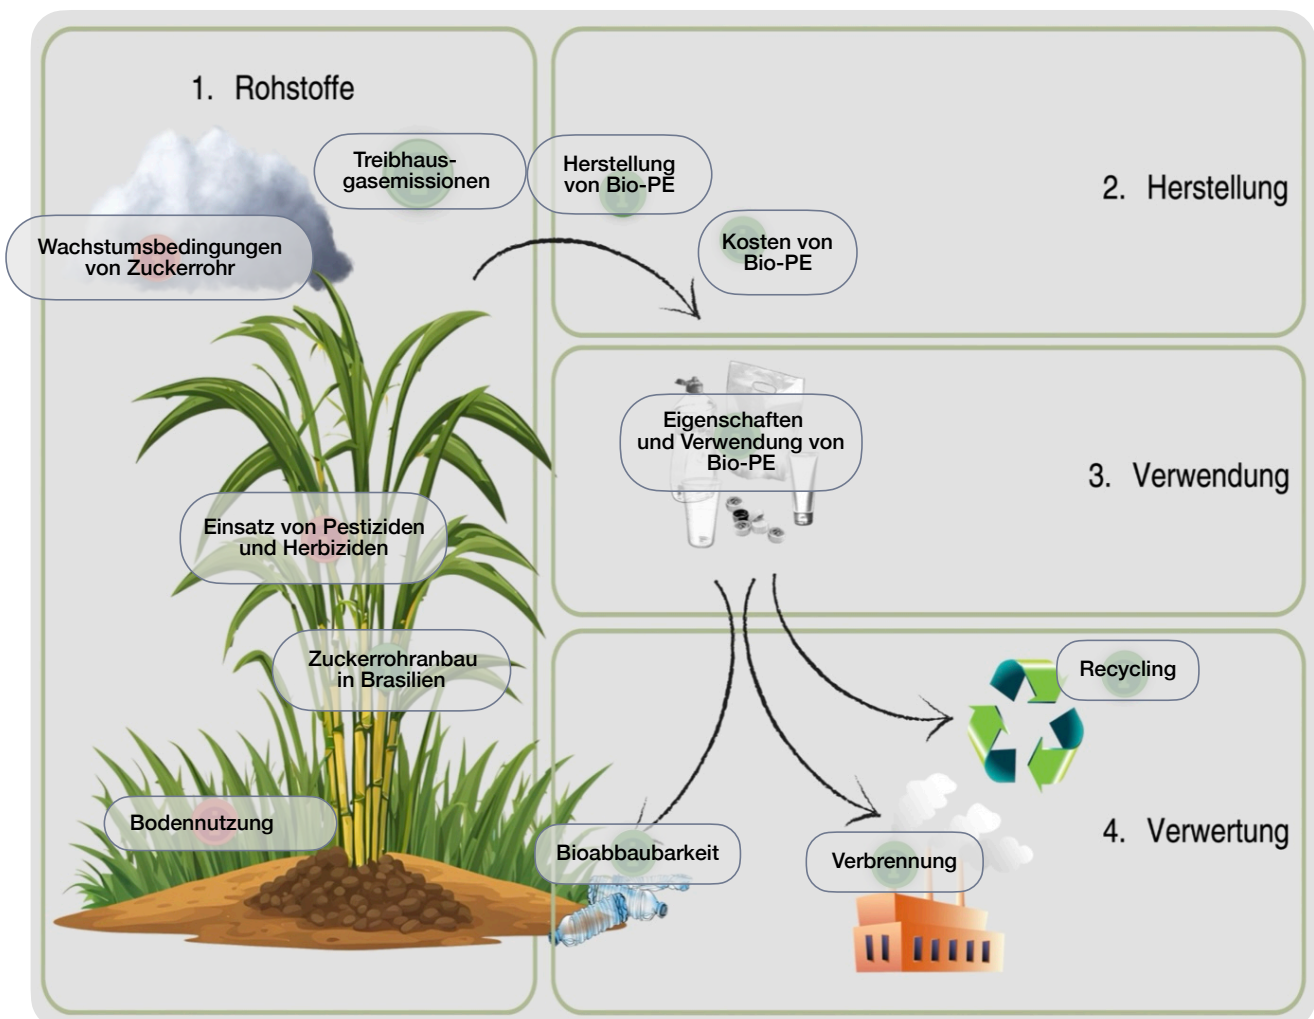 1. Rohstoffe
Treibhaus-
gasemissionen
Wachstumsbedingungen
von Zuckerrohr
Einsatz von Pestiziden
und Herbiziden
Zuckerrohranbau
in Brasilien
Bodennutzung
Herstellung
von Bio-PE
Kosten von
Bio-PE
2. Herstellung
Eigenschaften
und Verwendung von
Bio-PE
3. Verwendung
Recycling
Bioabbaubarkeit
Verbrennung
4. Verwertung